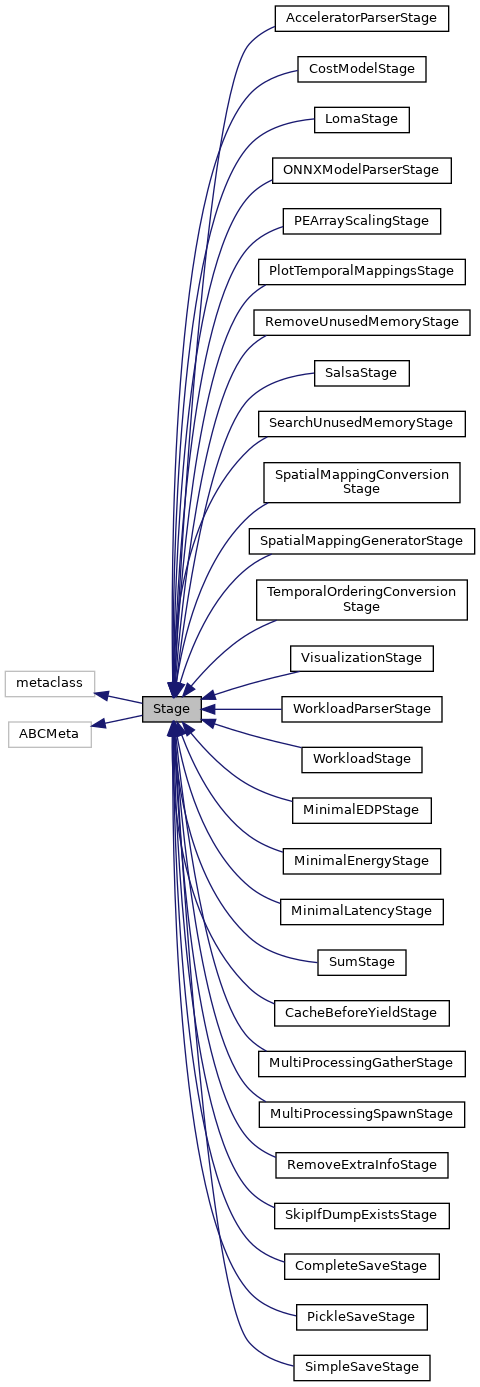 AcceleratorParserStage
CostModelStage
LomaStage
ONNXModelParserStage
PEArrayScalingStage
PlotTemporalMappingsStage
RemoveUnusedMemoryStage
SalsaStage
SearchUnusedMemoryStage
SpatialMappingConversion
Stage
SpatialMappingGeneratorStage
TemporalOrderingConversion
Stage
VisualizationStage
metaclass
Stage
WorkloadParserStage
ABCMeta
WorkloadStage
MinimalEDPStage
MinimalEnergyStage
MinimalLatencyStage
SumStage
CacheBeforeYieldStage
MultiProcessingGatherStage
MultiProcessingSpawnStage
RemoveExtraInfoStage
SkipIfDumpExistsStage
CompleteSaveStage
PickleSaveStage
SimpleSaveStage